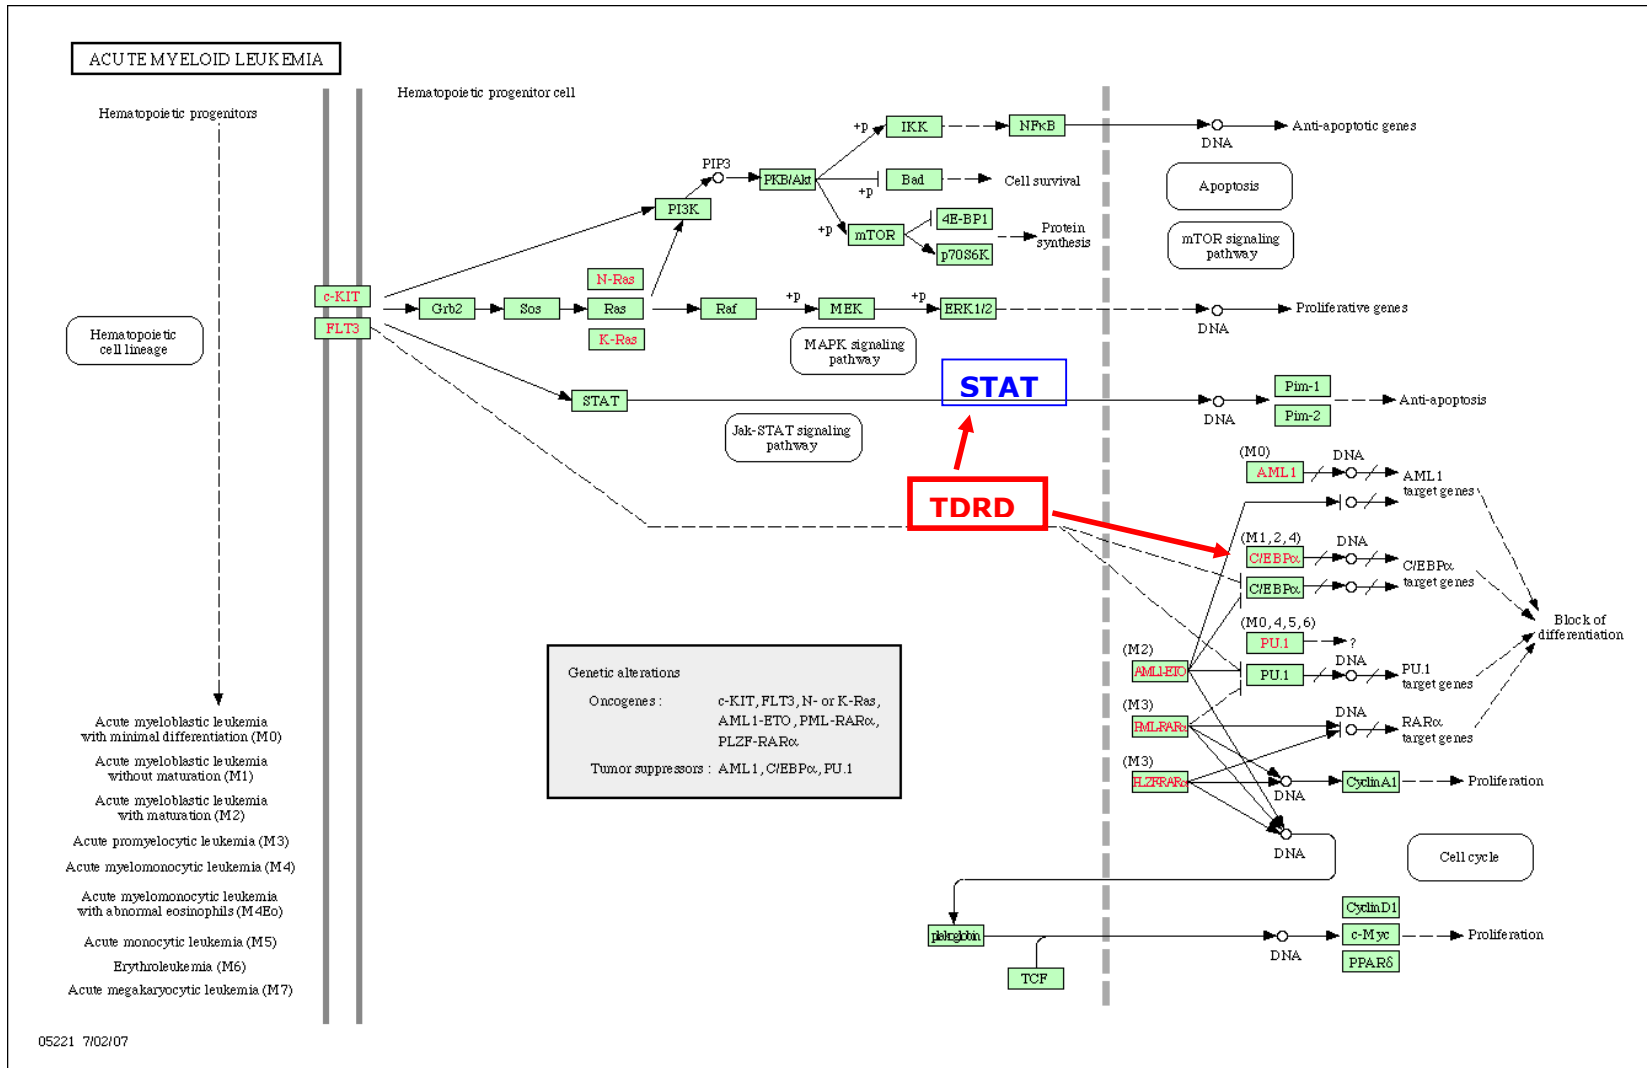 ACUTE MYELOID LEUKEMIA
Hematopoietic progenitors
Hematopoietic progenitor cell
PIP3
+p
IKK
NFκB
DNA
Anti-apoptotic genes
PKB/Akt
+p
Bad
Cell survival
Apoptosis
PI3K
+p
mTOR
4E-BP1
p70S6K
Protein
synthesis
mTOR signaling
pathway
c-KIT
FLT3
Hematopoietic
cell lineage
Grb2
Sos
N-Ras
Ras
K-Ras
Raf
+p
MEK
+p
ERK1/2
DNA
Proliferative genes
MAPK signaling
pathway
STAT
STAT
DNA
Pim-1
Pim-2
Anti-apoptosis
Jak-STAT signaling
pathway
TDRD
(M0)
AML1
DNA
AML1
target genes
(M1,2,4)
C/EBPα
DNA
C/EBPα
C/EBPα
target genes
(M0,4,5,6)
PU.1
?
PU.1
DNA
PU.1
target genes
Block of
differentiation
(M2)
AML1-ETO
(M3)
PML-RARα
DNA
RARα
target genes
(M3)
PLZF-RARα
DNA
CyclinA1
Proliferation
DNA
Cell cycle
Genetic alterations
Oncogenes : c-KIT, FLT3, N- or K-Ras,
AML1-ETO, PML-RARα,
PLZF-RARα
Tumor suppressors : AML1, C/EBPα, PU.1
Acute myeloblastic leukemia
with minimal differentiation (M0)
Acute myeloblastic leukemia
without maturation (M1)
Acute myeloblastic leukemia
with maturation (M2)
Acute promyelocytic leukemia (M3)
Acute myelomonocytic leukemia (M4)
Acute myelomonocytic leukemia
with abnormal eosinophils (M4Eo)
Acute monocytic leukemia (M5)
Erythroleukemia (M6)
Acute megakaryocytic leukemia (M7)
plakoglobin
TCF
DNA
CyclinD1
c-Myc
PPARδ
Proliferation
05221 7/02/07